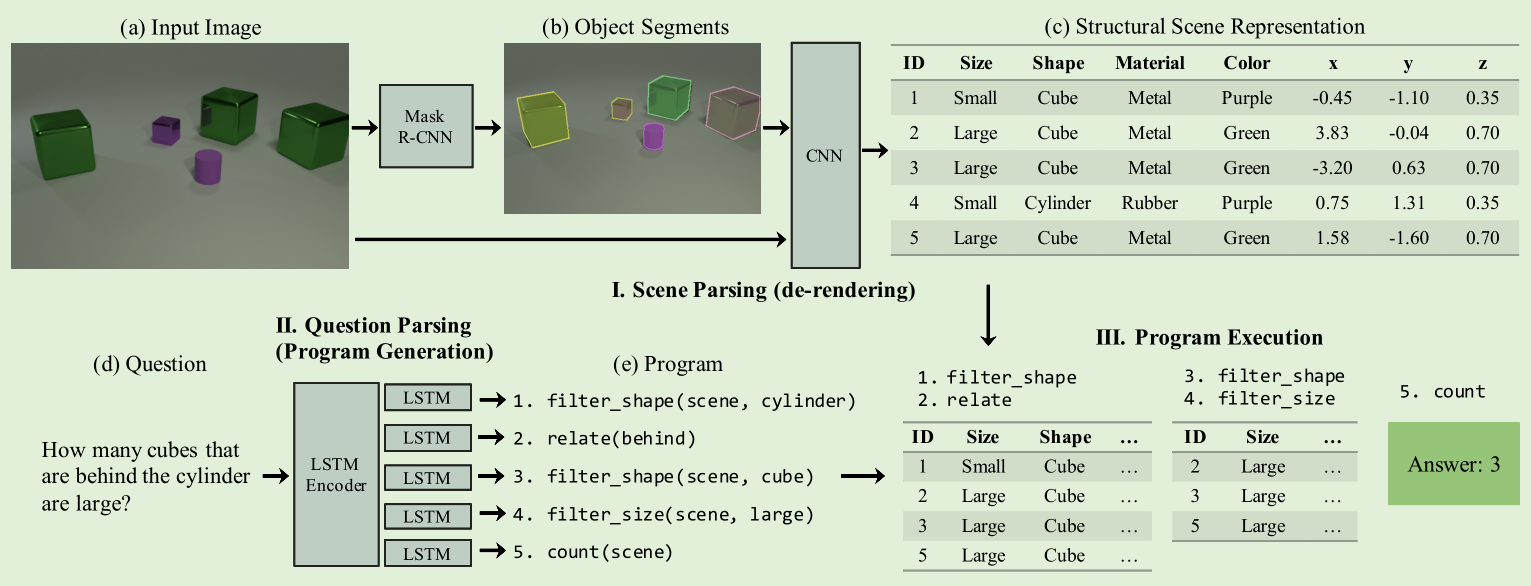 (a) Input Image
(b) Object Segments
(c) Structural Scene Representation
Mask
R-CNN
CNN
ID Size Shape Material Color x y z
1 Small Cube Metal Purple -0.45 -1.10 0.35
2 Large Cube Metal Green 3.83 -0.04 0.70
3 Large Cube Metal Green -3.20 0.63 0.70
4 Small Cylinder Rubber Purple 0.75 1.31 0.35
5 Large Cube Metal Green 1.58 -1.60 0.70
I. Scene Parsing (de-rendering)
II. Question Parsing
(Program Generation)
III. Program Execution
(d) Question
How many cubes that
are behind the cylinder
are large?
LSTM
Encoder
LSTM
LSTM
LSTM
LSTM
LSTM
(e) Program
1. filter_shape(scene, cylinder)
2. relate(behind)
3. filter_shape(scene, cube)
4. filter_size(scene, large)
5. count(scene)
1. filter_shape
2. relate
ID Size Shape ...
1 Small Cube ...
2 Large Cube ...
3 Large Cube ...
5 Large Cube ...
3. filter_shape
4. filter_size
ID Size ...
2 Large ...
3 Large ...
5 Large ...
5. count
Answer: 3